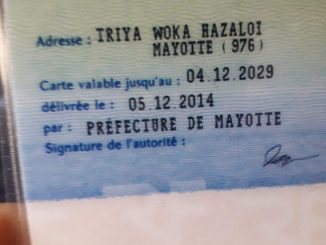 Adresse : TRIYA WOKA HAZALOI
MAYOTTE (976)
Carte valable jusqu'au : 04.12.2029
délivrée le : 05.12.2014
par : PRÉFECTURE DE MAYOTTE
Signature de l'autorité :